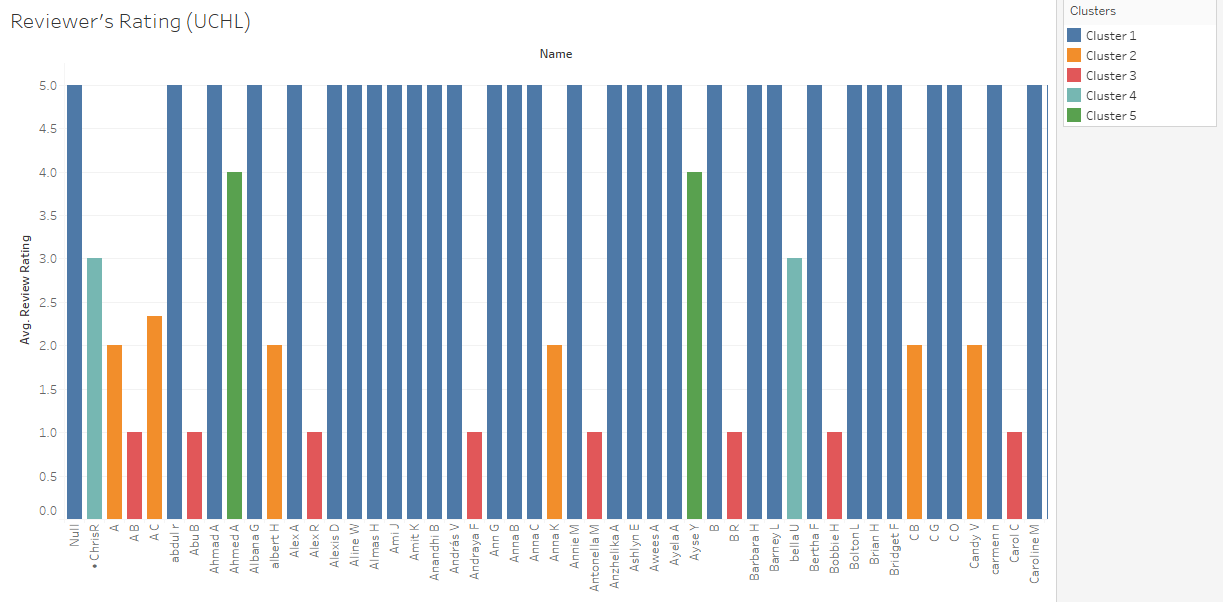 Reviewer's Rating (UCHL)
Name
Avg. Review Rating
5.0
4.5
4.0
3.5
3.0
2.5
2.0
1.5
1.0
0.5
0.0
Null
• Chris R
A
A B
A C
abdul r
Abu B
Ahmad A
Ahmed A
Albana G
albert H
Alex A
Alex R
Alexis D
Aline W
Almas H
Ami J
Amit K
Anandhi B
András V
Andraya F
Ann G
Anna B
Anna C
Anna K
Annie M
Antonella M
Anzhelika A
Ashlyn E
Awees A
Ayela A
Ayse Y
B
B R
Barbara H
Barney L
bella U
Bertha F
Bobbie H
Bolton L
Brian H
Bridget F
C B
C G
C O
Candy V
carmen n
Carol C
Caroline M
Clusters
Cluster 1
Cluster 2
Cluster 3
Cluster 4
Cluster 5